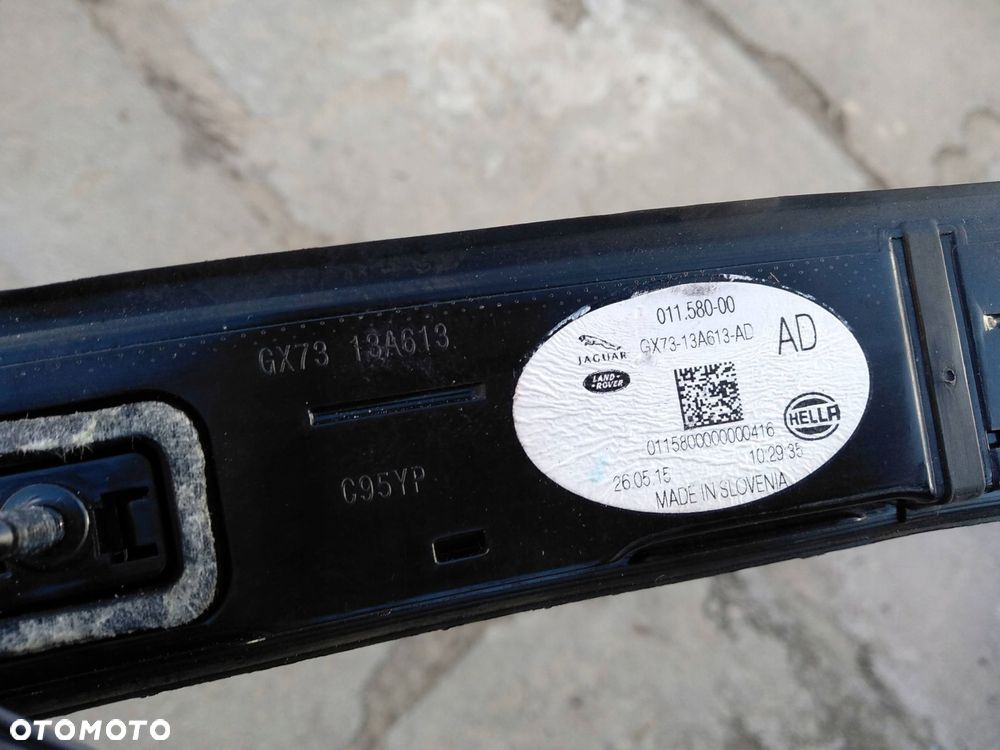 GX73 13A613
C95YP
011.580-00
JAGUAR
GX73-13A613-AD
AD
LAND
ROVER
HELLA
0115800000000416
26.05.15 10:29:35
MADE IN SLOVENIA
OTOMOTO